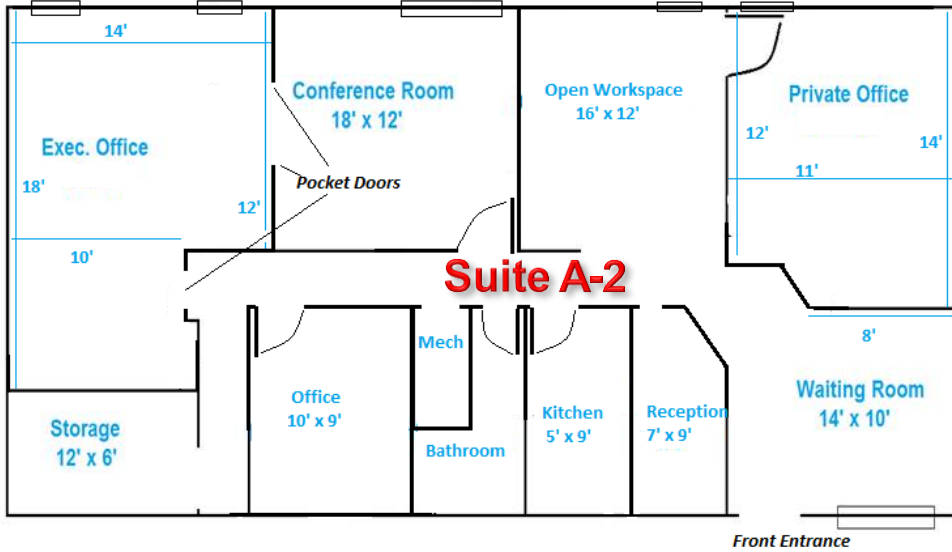 14'
Conference Room
18' x 12'
Open Workspace
16' x 12'
Private Office
12'
14'
11'
Exec. Office
Pocket Doors
18'
12'
10'
Suite A-2
8'
Mech
Office
10' x 9'
Kitchen
5' x 9'
Reception
7' x 9'
Waiting Room
14' x 10'
Storage
12' x 6'
Bathroom
Front Entrance